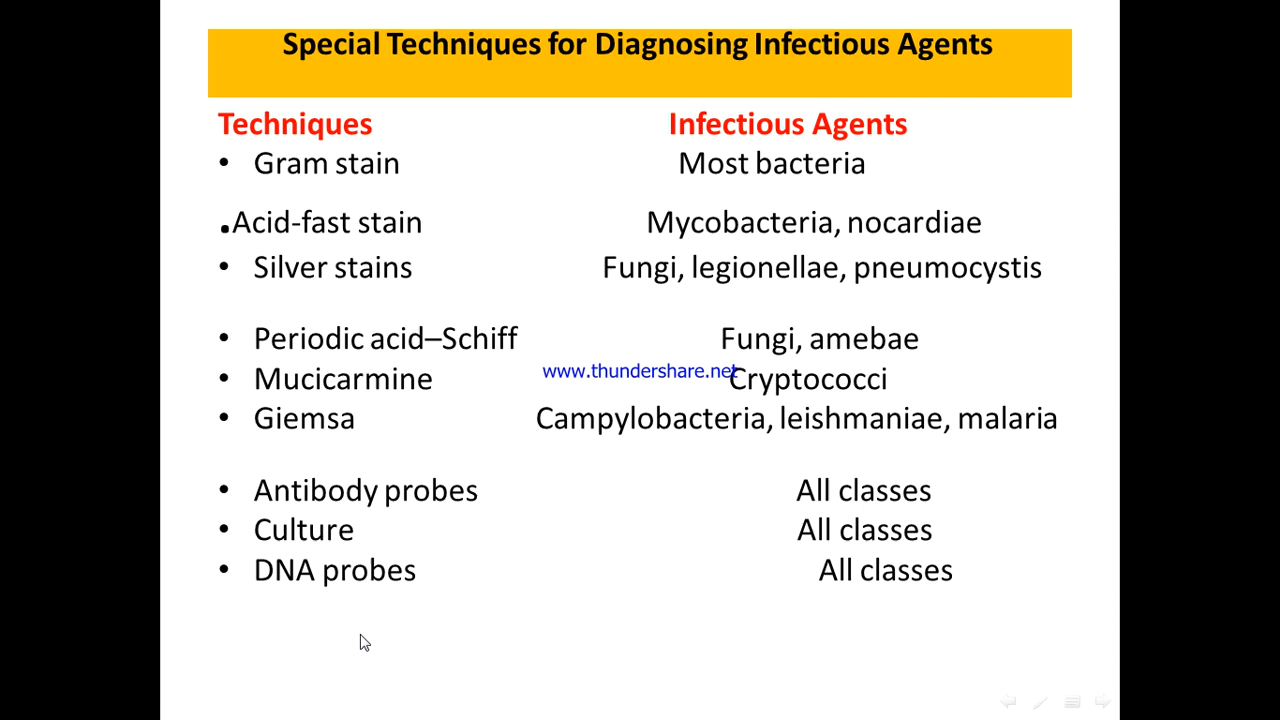 Special Techniques for Diagnosing Infectious Agents
Techniques Infectious Agents
• Gram stain Most bacteria
.Acid-fast stain Mycobacteria, nocardiae
• Silver stains Fungi, legionellae, pneumocystis
• Periodic acid–Schiff Fungi, amebae
www.thundershare.net
• Mucicarmine Cryptococci
• Giemsa Campylobacteria, leishmaniae, malaria
• Antibody probes All classes
• Culture All classes
• DNA probes All classes